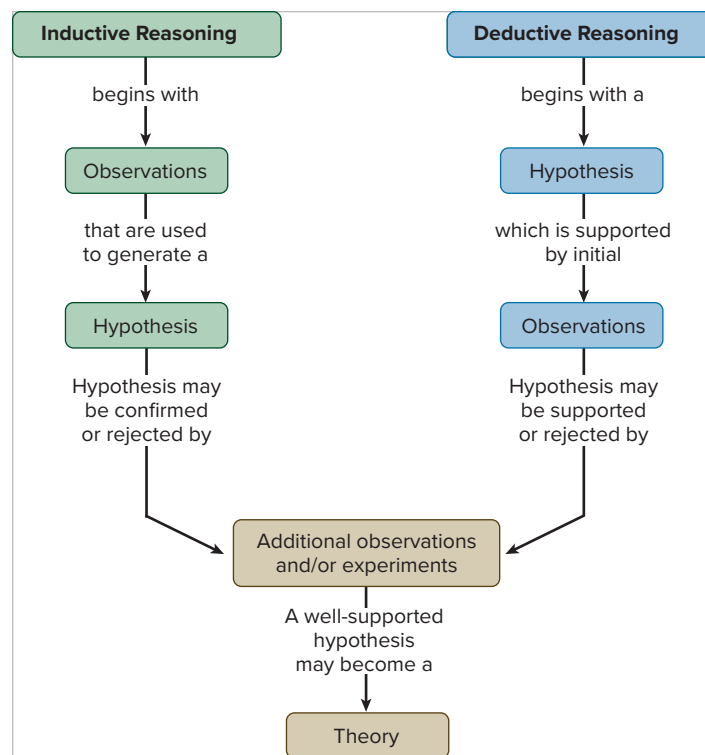 Inductive Reasoning
begins with
Observations
that are used
to generate a
Hypothesis
Hypothesis may
be confirmed
or rejected by
Deductive Reasoning
begins with a
Hypothesis
which is supported
by initial
Observations
Hypothesis may
be supported
or rejected by
Additional observations
and/or experiments
A well-supported
hypothesis
may become a
Theory